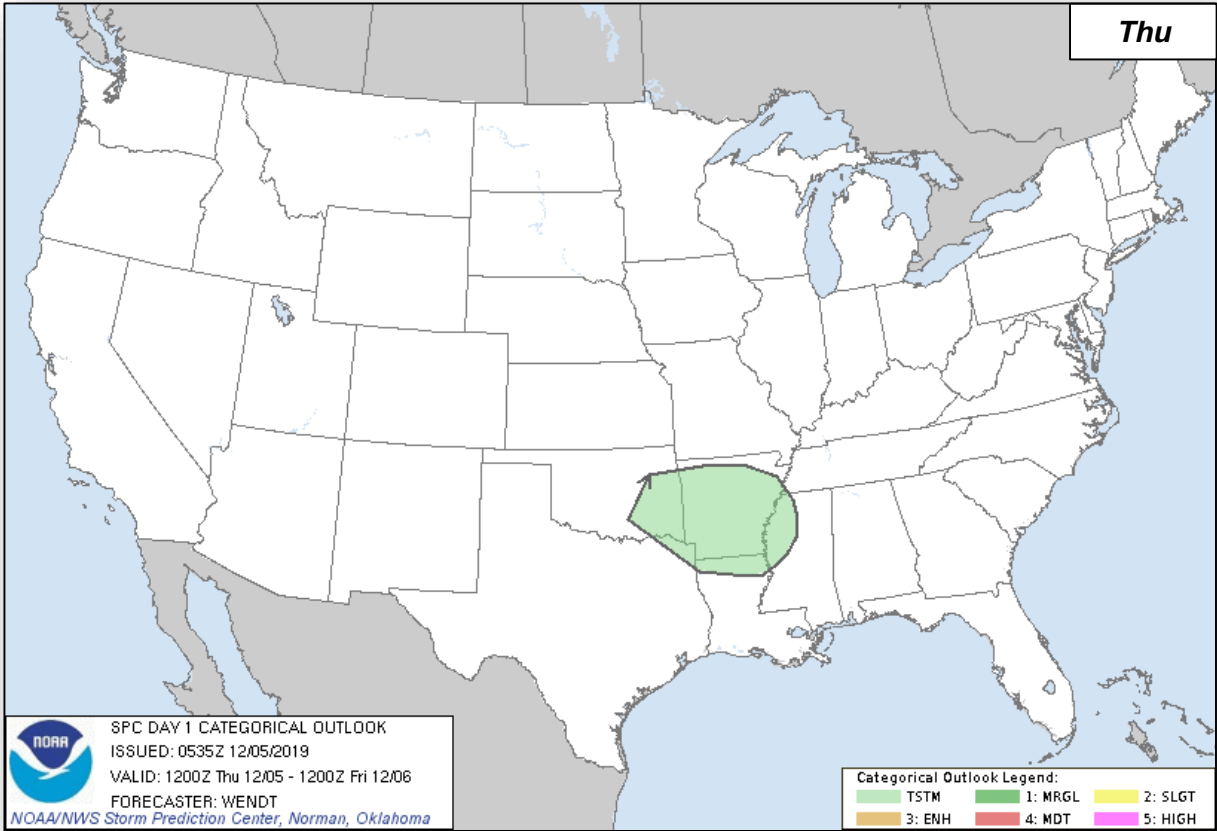 Thu
NOAA
SPC DAY 1 CATEGORICAL OUTLOOK
ISSUED: 0535Z 12/05/2019
VALID: 1200Z Thu 12/05 - 1200Z Fri 12/06
FORECASTER: WENDT
NOAA/NWS Storm Prediction Center, Norman, Oklahoma
Categorical Outlook Legend:
TSTM 1: MRGL 2: SLGT
3: ENH 4: MDT 5: HIGH